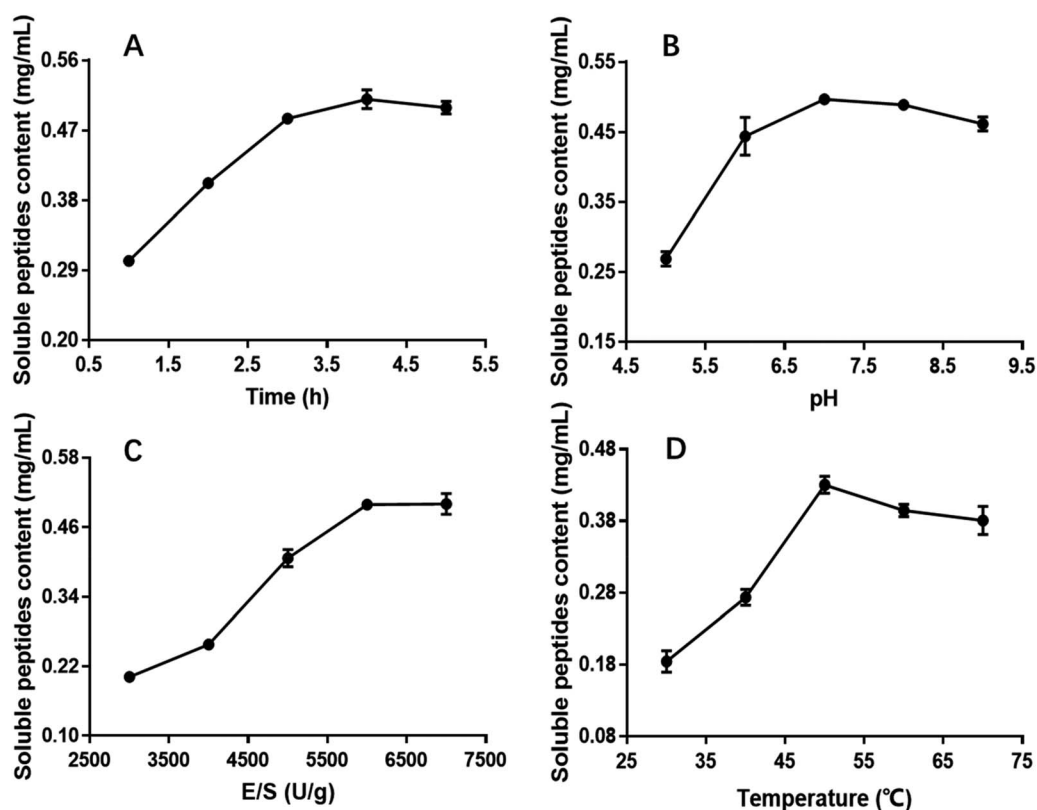 A
Soluble peptides content (mg/mL)
0.56
0.47
0.38
0.29
0.20
0.5 1.5 2.5 3.5 4.5 5.5
Time (h)
B
Soluble peptides content (mg/mL)
0.55
0.45
0.35
0.25
0.15
4.5 5.5 6.5 7.5 8.5 9.5
pH
C
Soluble peptides content (mg/mL)
0.58
0.46
0.34
0.22
0.10
2500 3500 4500 5500 6500 7500
E/S (U/g)
D
Soluble peptides content (mg/mL)
0.48
0.38
0.28
0.18
0.08
25 35 45 55 65 75
Temperature (℃)